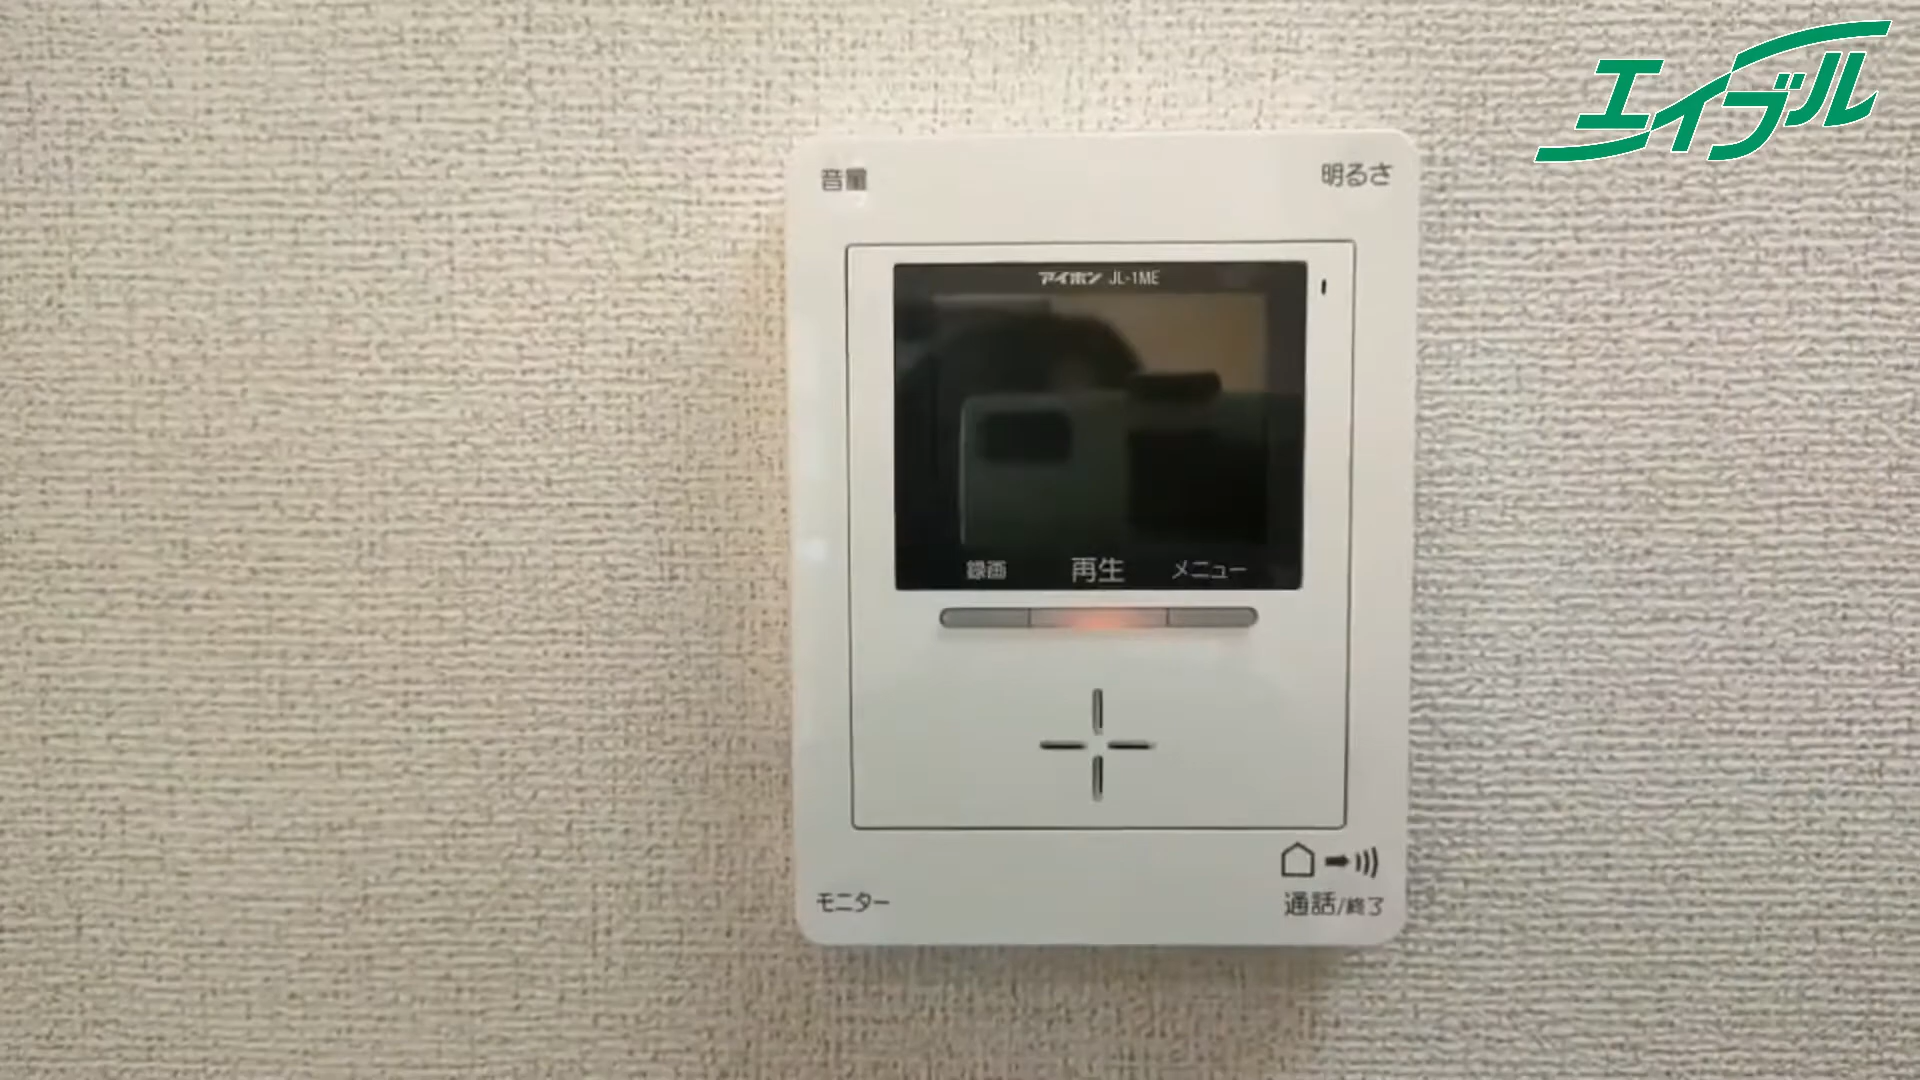 エイブル
音量
明るさ
アイホン JL-1ME
録画 再生 メニュー
モニター
通話/終了